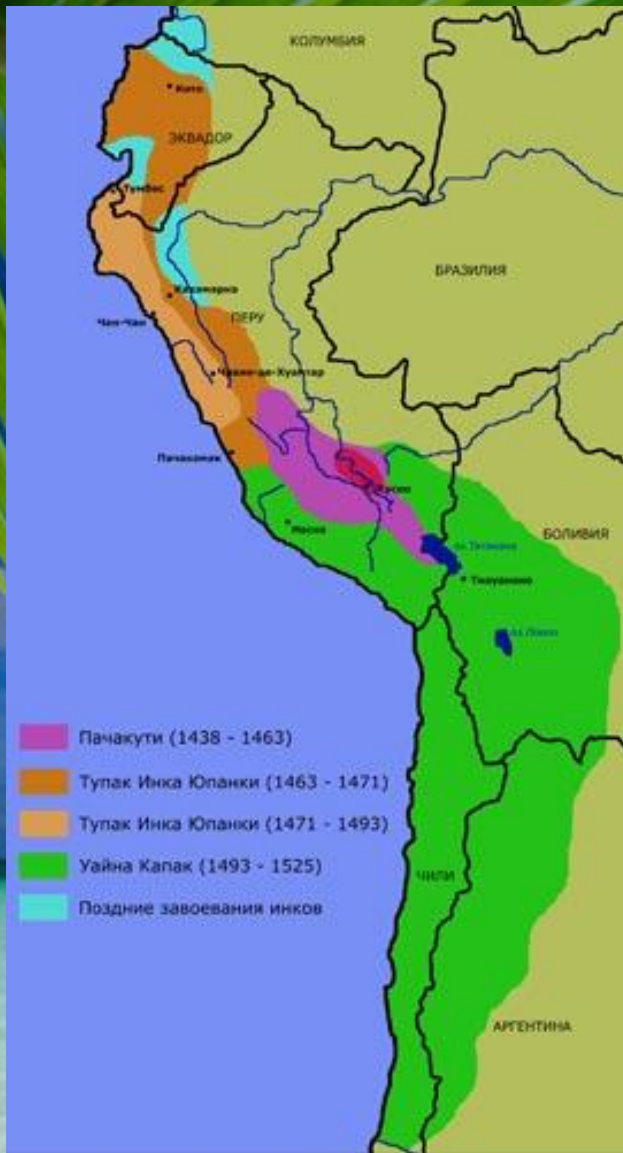 КОЛУМБИЯ
Кито
ЭКВАДОР
Тумбес
БРАЗИЛИЯ
Кахамарка
Чан-Чан
ПЕРУ
Чавин-де-Хуантар
Пачакамак
Куско
Наска
БОЛИВИЯ
оз.Титикака
Тиауанако
оз.Поопо
Пачакути (1438 - 1463)
Тупак Инка Юпанки (1463 - 1471)
Тупак Инка Юпанки (1471 - 1493)
Уайна Капак (1493 - 1525)
ЧИЛИ
Поздние завоевания инков
АРГЕНТИНА